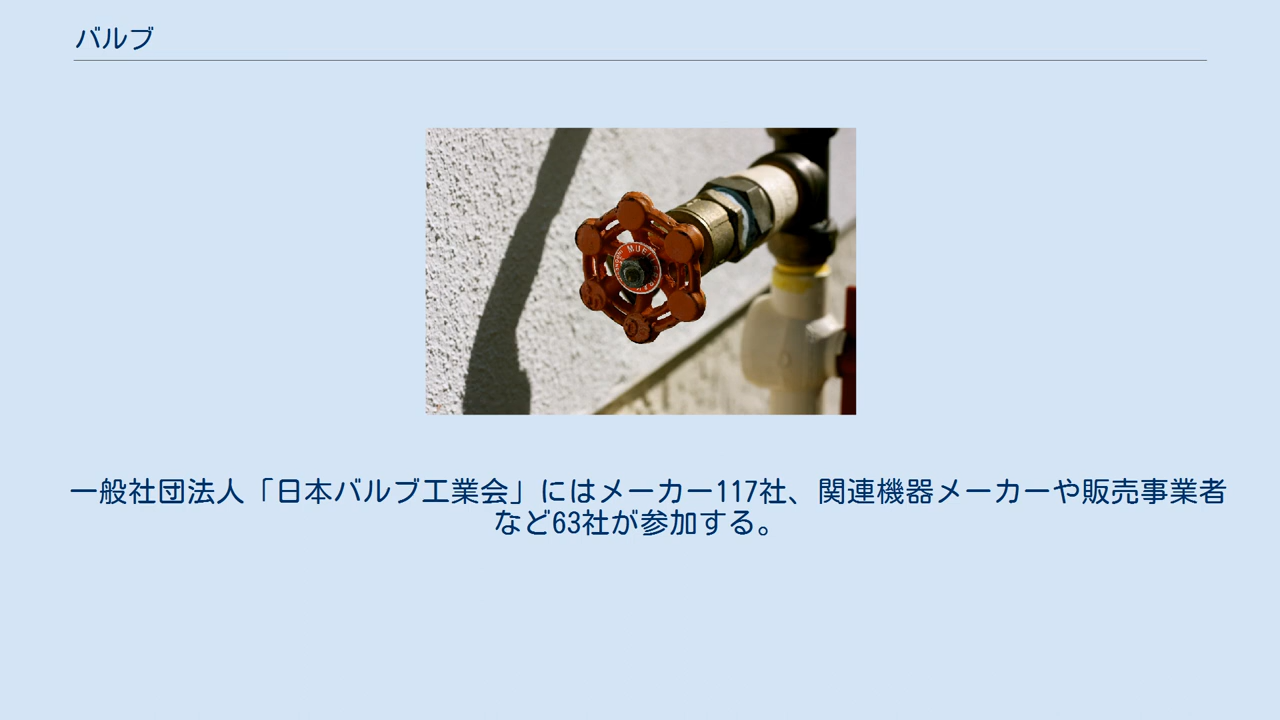 バルブ
一般社団法人「日本バルブ工業会」にはメーカー117社、関連機器メーカーや販売事業者
など63社が参加する。